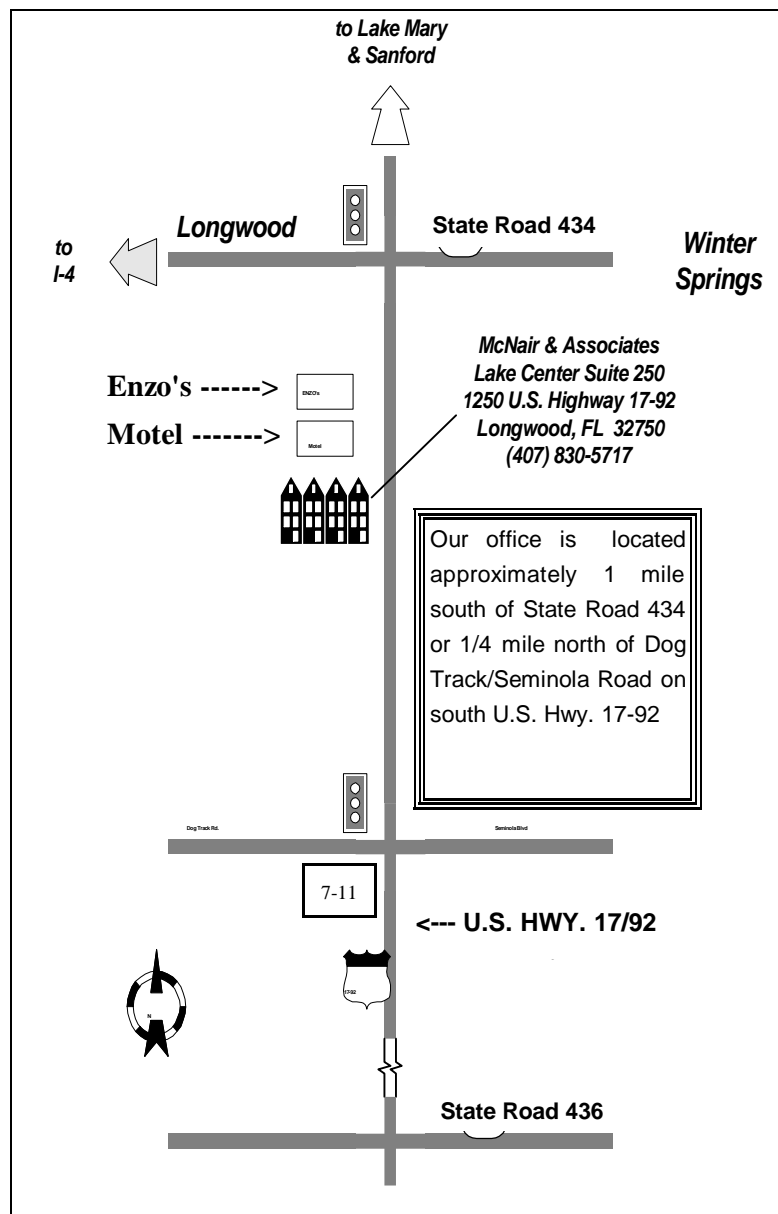 to Lake Mary
& Sanford
Longwood
State Road 434
to
I-4
Winter
Springs
McNair & Associates
Lake Center Suite 250
1250 U.S. Highway 17-92
Longwood, FL 32750
(407) 830-5717
Enzo's ------>
ENZO's
Motel ------->
Motel
Our office is located
approximately 1 mile
south of State Road 434
or 1/4 mile north of Dog
Track/Seminola Road on
south U.S. Hwy. 17-92
Dog Track Rd.
Seminola Blvd
7-11
<--- U.S. HWY. 17/92
17-92
N
State Road 436